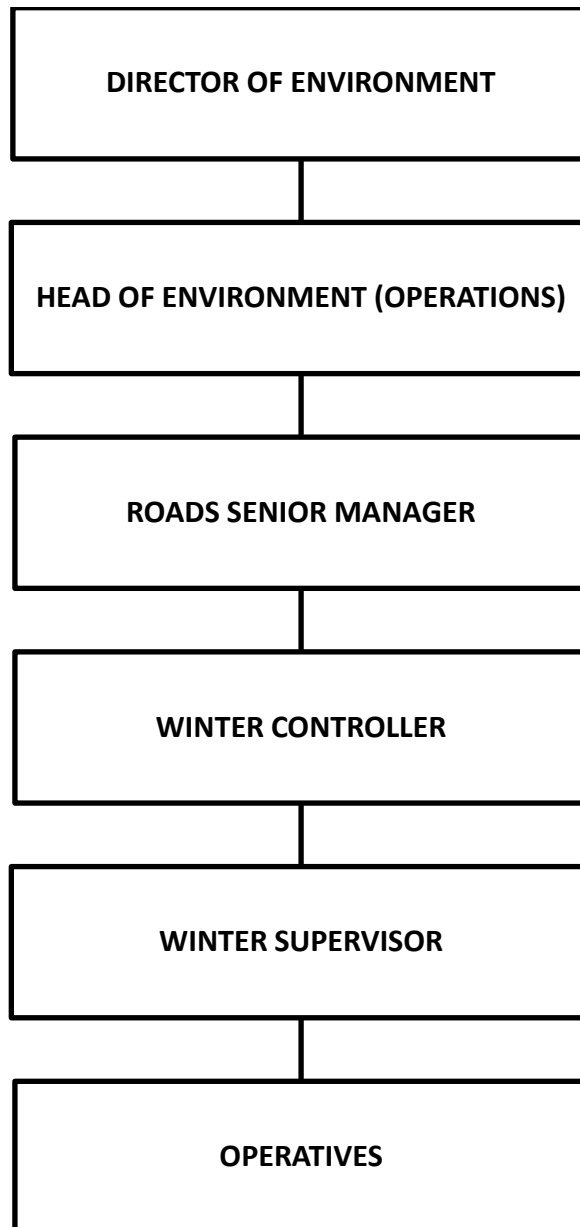 DIRECTOR OF ENVIRONMENT
HEAD OF ENVIRONMENT (OPERATIONS)
ROADS SENIOR MANAGER
WINTER CONTROLLER
WINTER SUPERVISOR
OPERATIVES